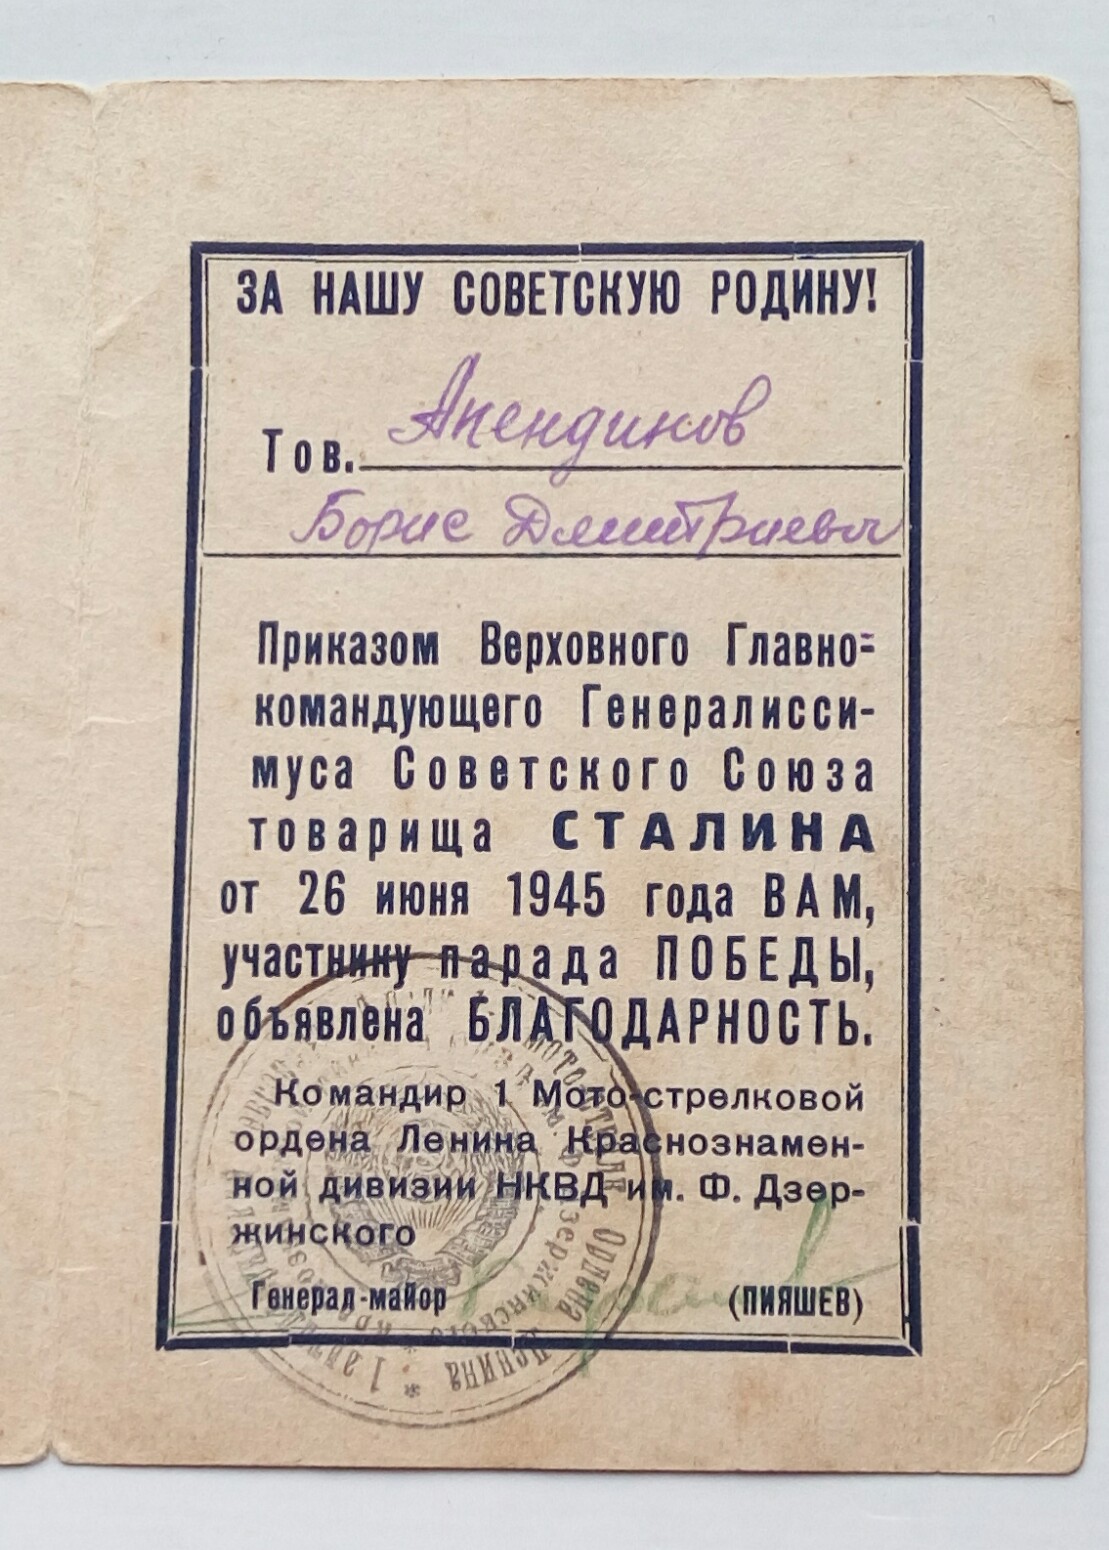 ЗА НАШУ СОВЕТСКУЮ РОДИНУ!
Тов. Апендинов
Борис Дмитриевич
Приказом Верховного Главно-
командующего Генералисси-
муса Советского Союза
товарища СТАЛИНА
от 26 июня 1945 года ВАМ,
участнику парада ПОБЕДЫ,
объявлена БЛАГОДАРНОСТЬ.
Командир 1 Мото-стрелковой
ордена Ленина Краснознамен-
ной дивизии НКВД им. Ф. Дзер-
жинского
Генерал-майор (ПИЯШЕВ)